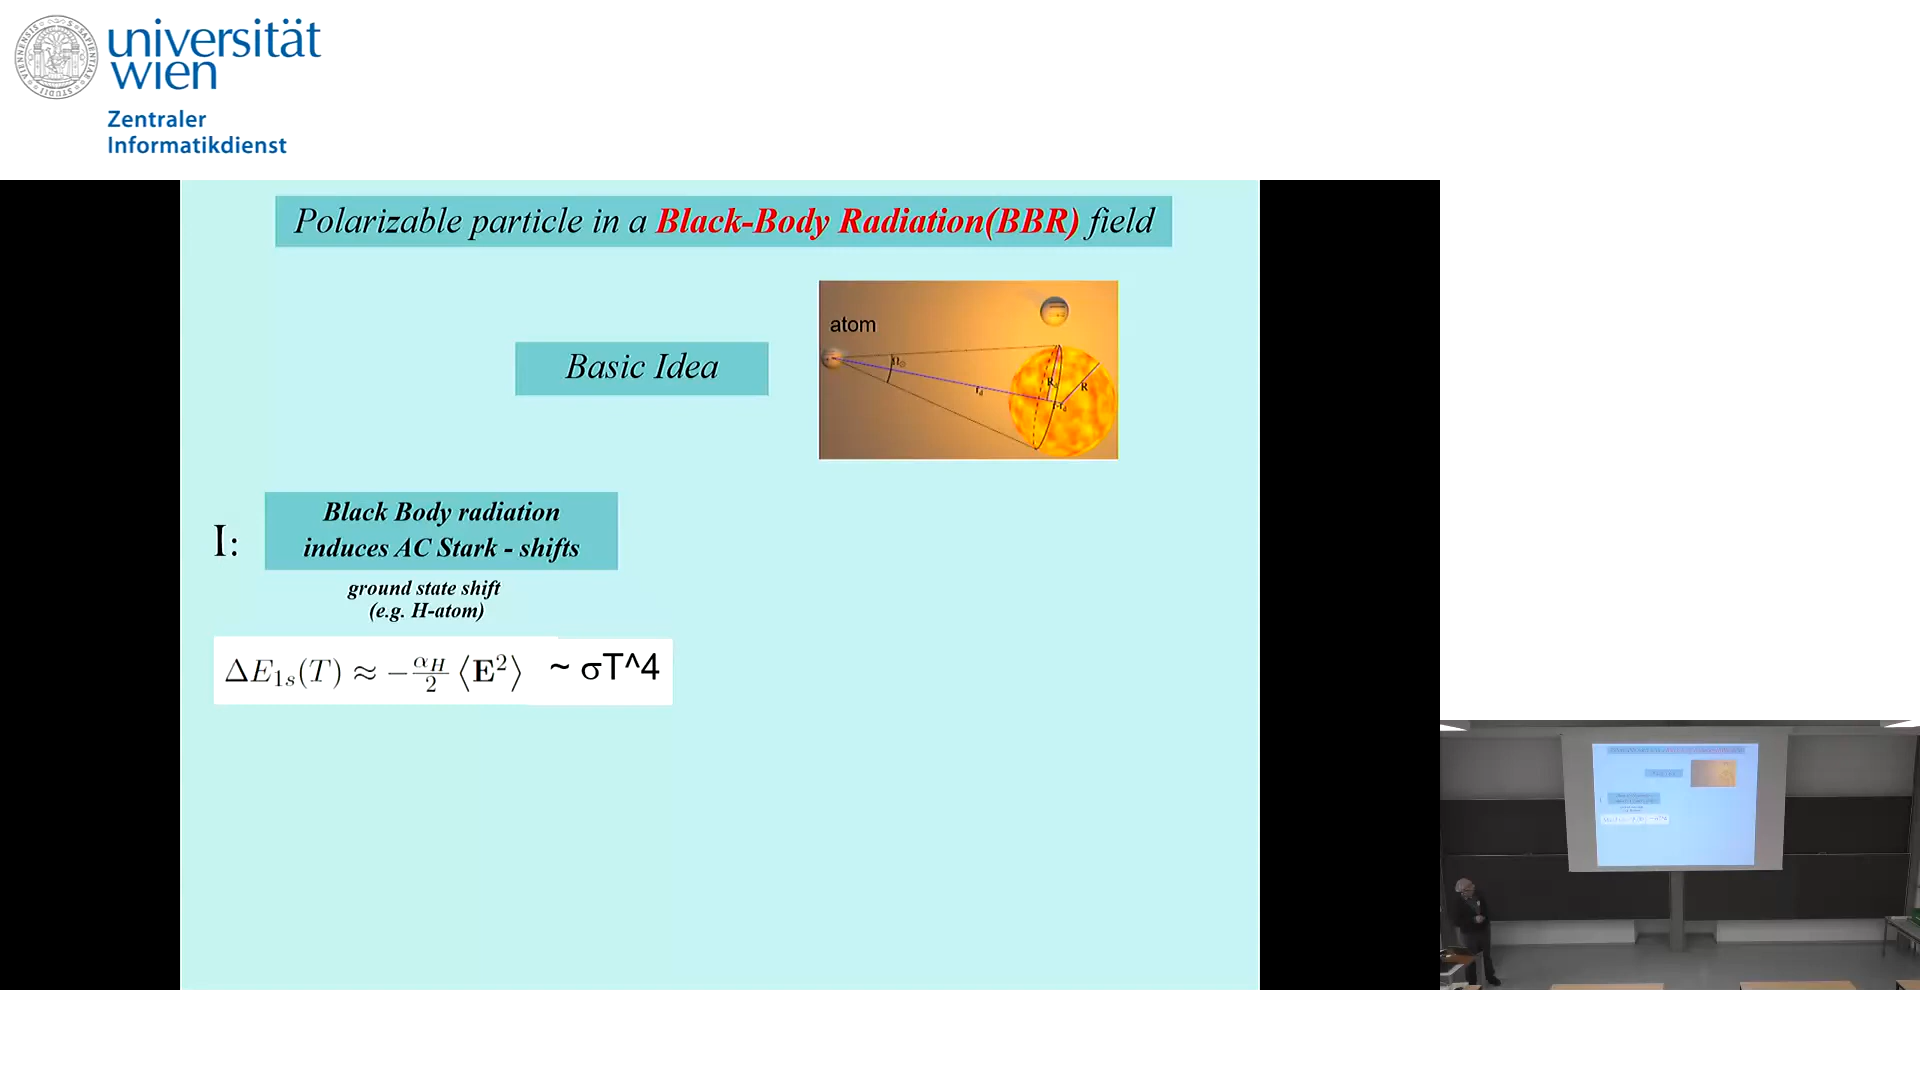 universität
wien
Zentraler
Informatikdienst
Polarizable particle in a Black-Body Radiation(BBR) field
atom
Basic Idea
R
I:
Black Body radiation
induces AC Stark - shifts
ground state shift
(e.g. H-atom)
ΔE₁ₛ(T) ≈ −α_H/2 ⟨E²⟩ ~ σT^4